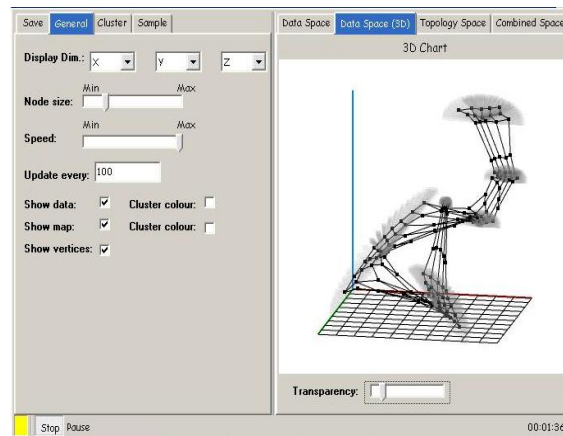 Save General Cluster Sample
Display Dim.: X Y Z
Min Max
Node size:
Min Max
Speed:
Update every: 100
Show data: Cluster colour:
Show map: Cluster colour:
Show vertices:
Stop Pause
Data Space Data Space (3D) Topology Space Combined Space
3D Chart
Transparency:
00:01:36